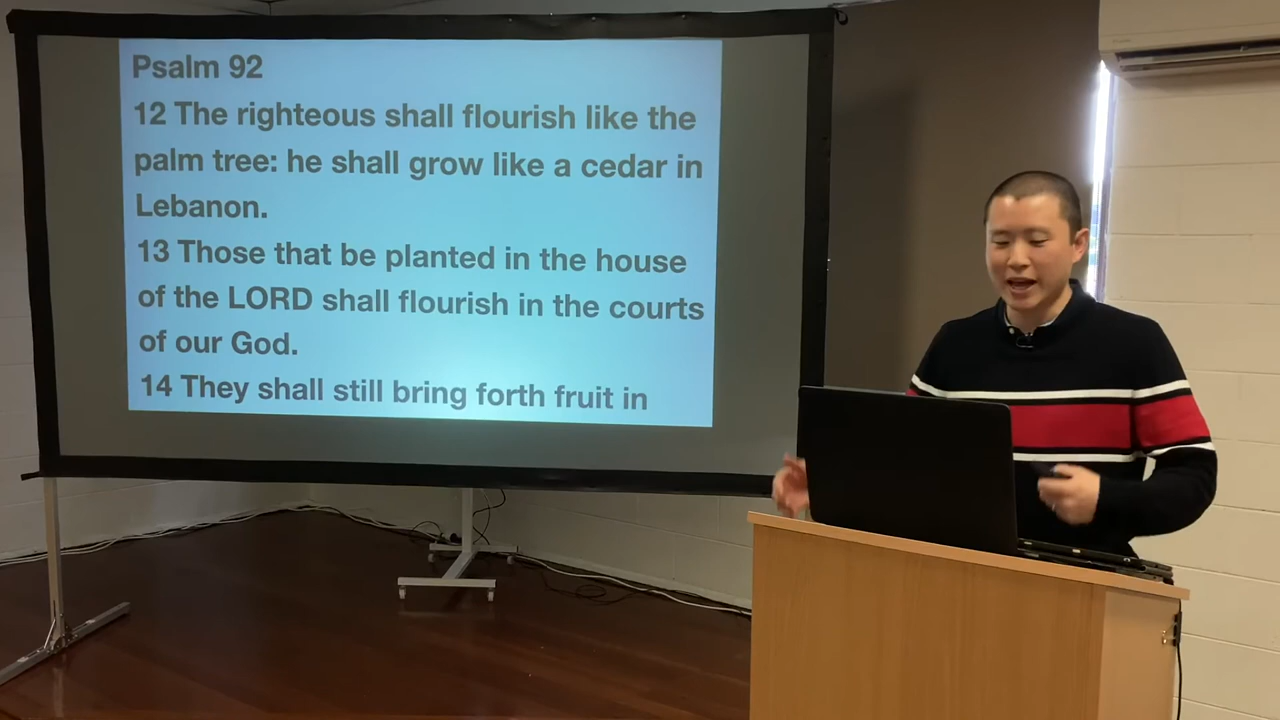 Psalm 92
12 The righteous shall flourish like the
palm tree: he shall grow like a cedar in
Lebanon.
13 Those that be planted in the house
of the LORD shall flourish in the courts
of our God.
14 They shall still bring forth fruit in